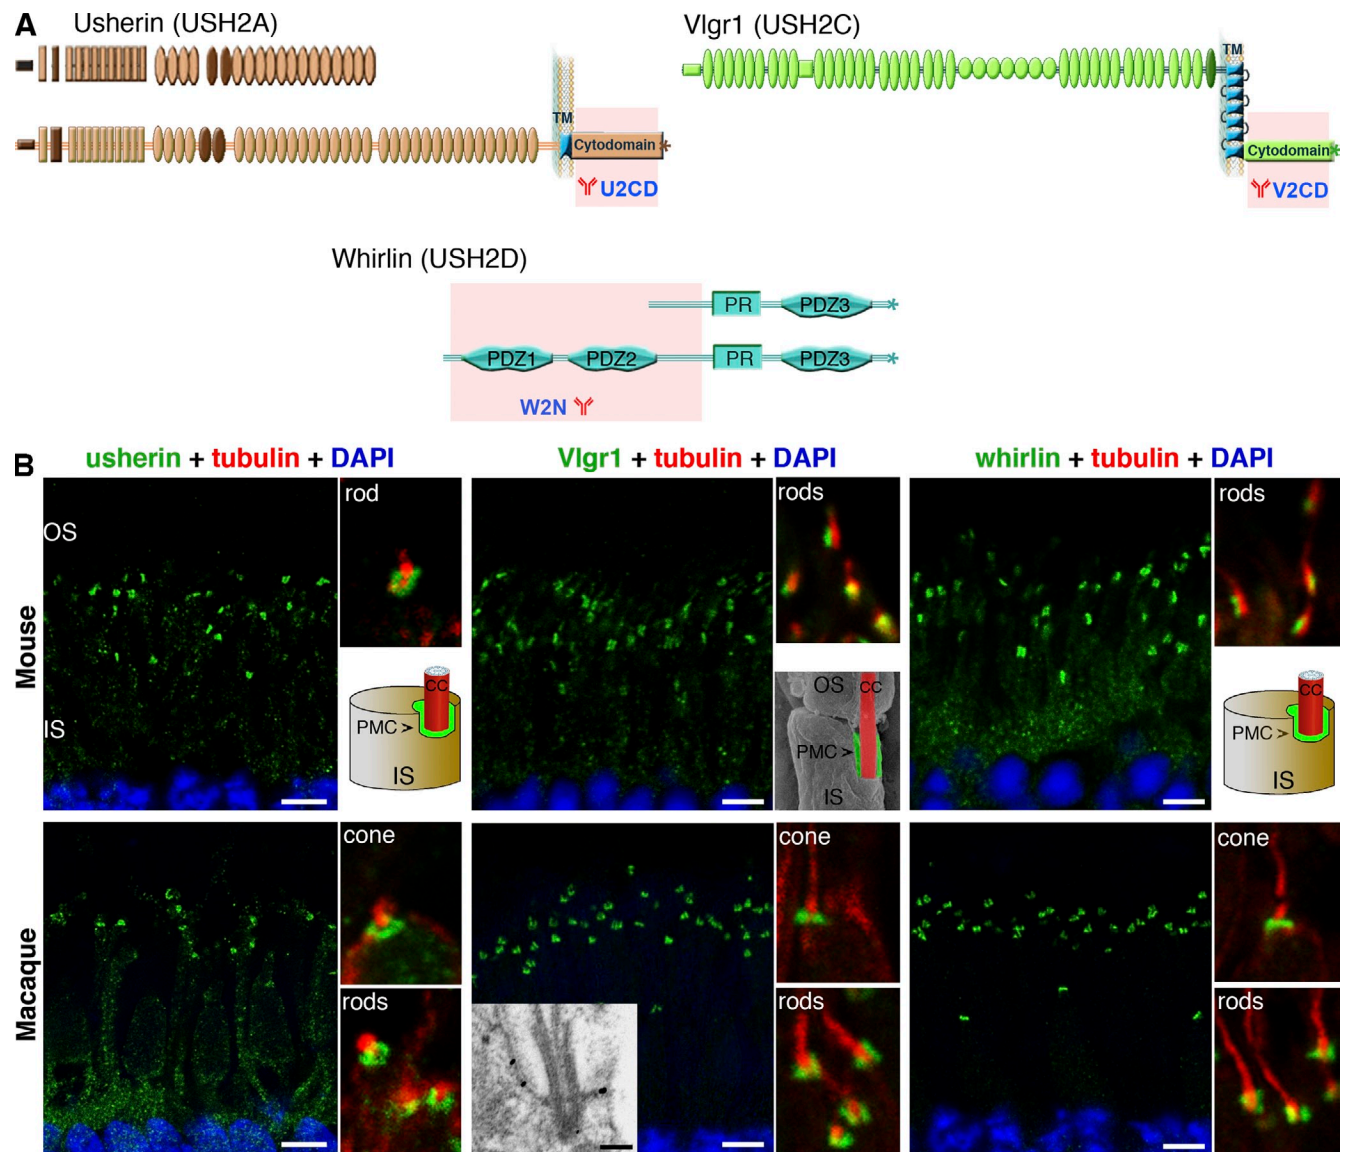 A
Usherin (USH2A)
Vlgr1 (USH2C)
TM
TM
Cytodomain*
Cytodomain*
U2CD
V2CD
Whirlin (USH2D)
PR
PDZ3
*
PDZ1
PDZ2
PR
PDZ3
*
W2N
B
usherin + tubulin + DAPI
Vlgr1 + tubulin + DAPI
whirlin + tubulin + DAPI
Mouse
OS
IS
rod
CC
PMC
IS
rods
OS
CC
PMC
IS
rods
CC
PMC
IS
Macaque
cone
rods
cone
rods
cone
rods